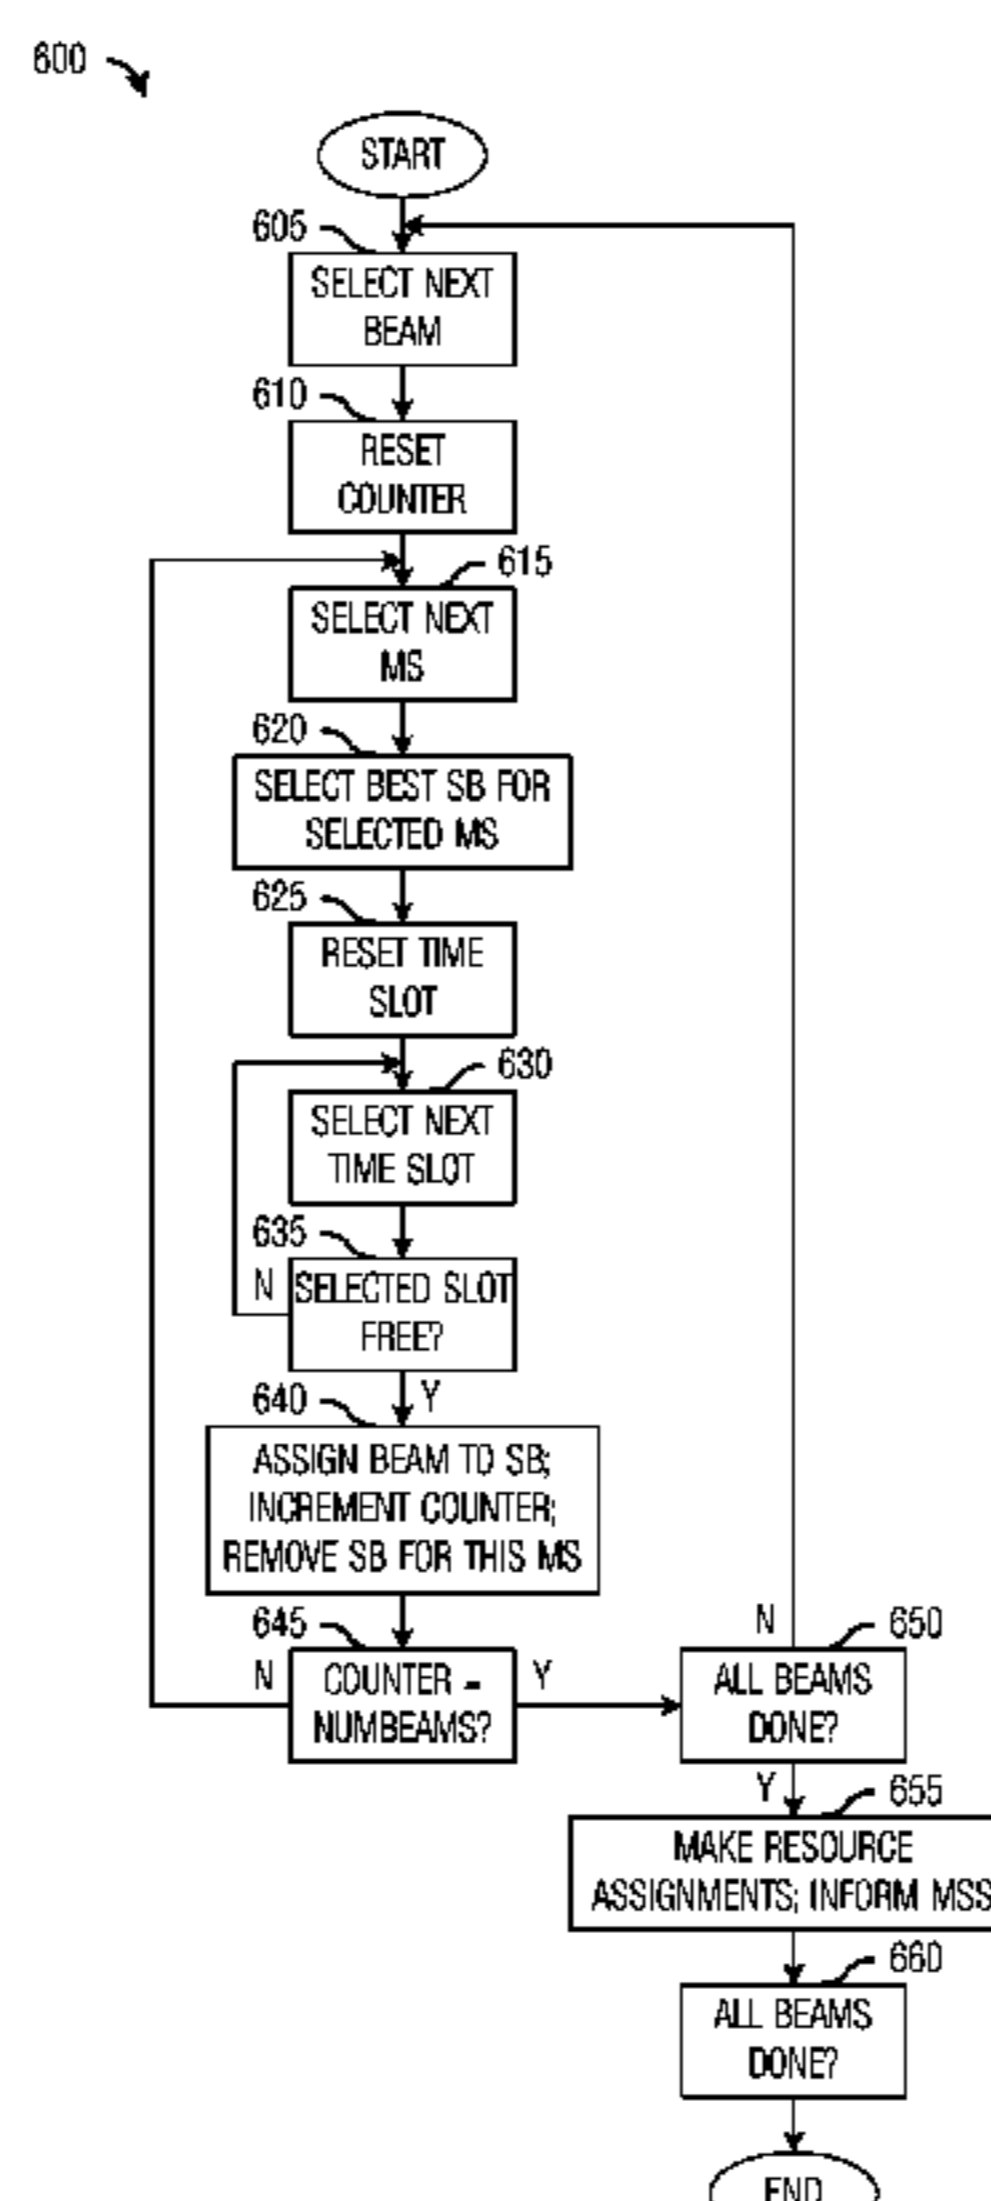 600
START
605
SELECT NEXT
BEAM
610
RESET
COUNTER
615
SELECT NEXT
MS
620
SELECT BEST SB FOR
SELECTED MS
625
RESET TIME
SLOT
630
SELECT NEXT
TIME SLOT
635
N
SELECTED SLOT
FREE?
Y
640
ASSIGN BEAM TO SB;
INCREMENT COUNTER;
REMOVE SB FOR THIS MS
645
N
COUNTER =
NUMBEAMS?
Y
N
650
ALL BEAMS
DONE?
Y
655
MAKE RESOURCE
ASSIGNMENTS; INFORM MSS
660
ALL BEAMS
DONE?
END